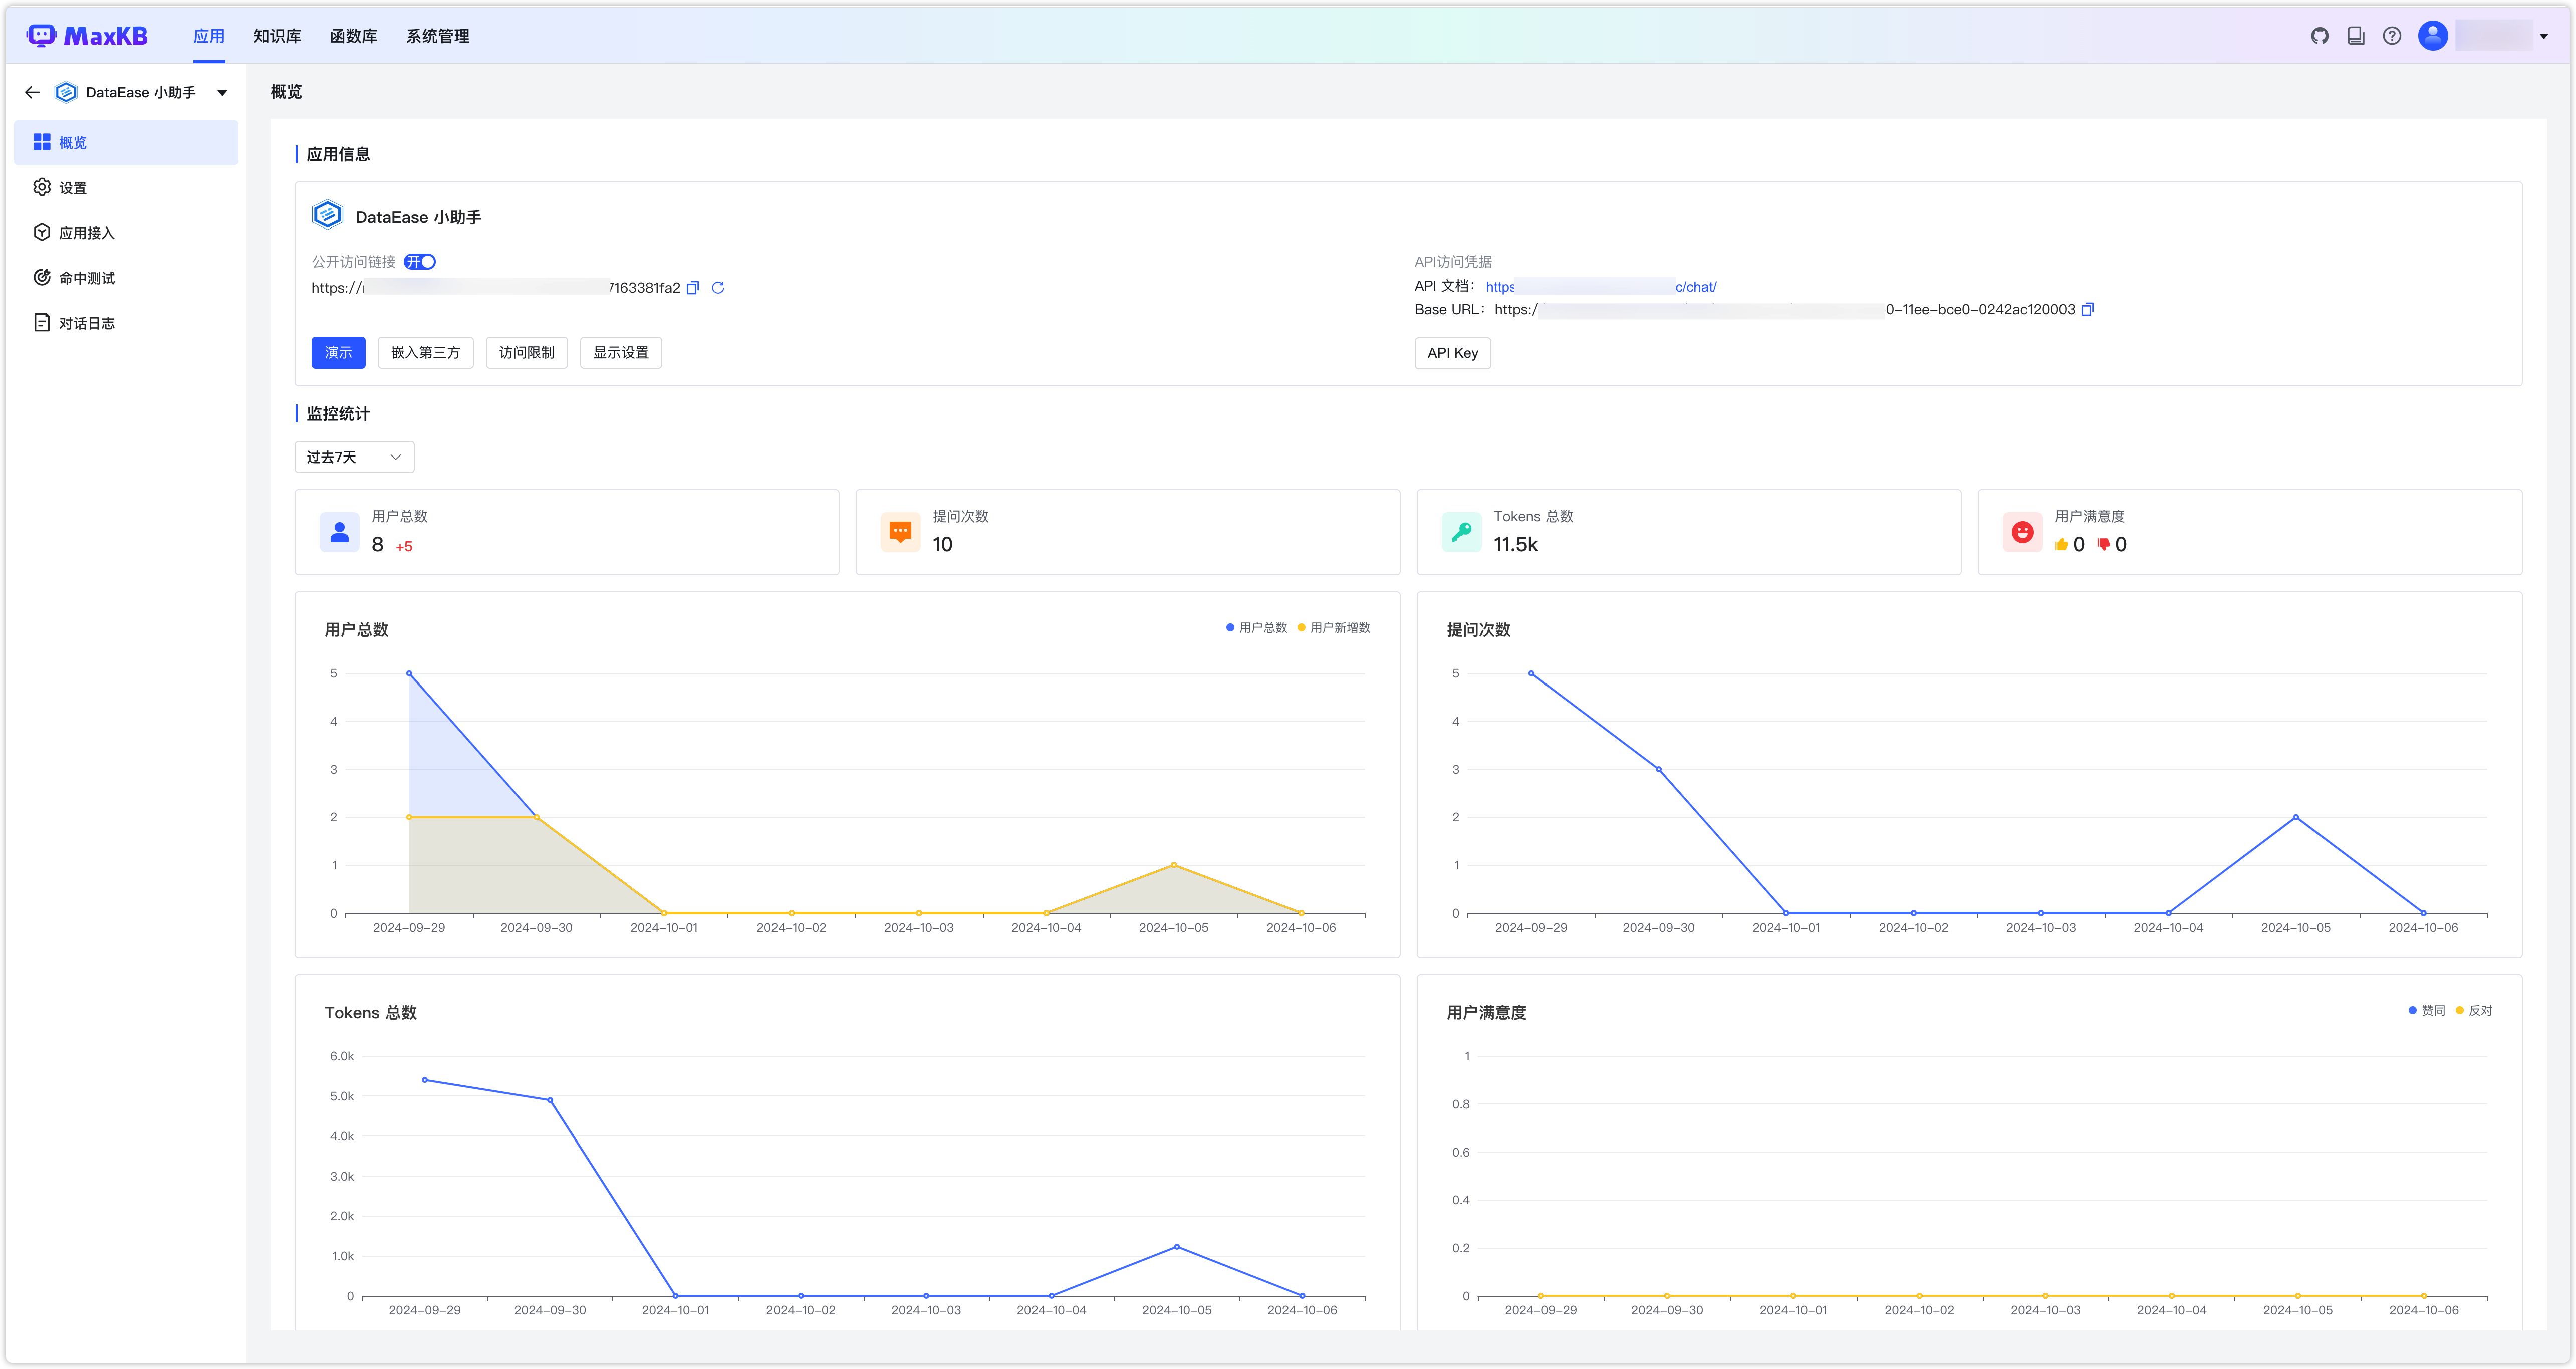 MaxKB 应用 知识库 函数库 系统管理
DataEase 小助手
概览
设置
应用接入
命中测试
对话日志
概览
应用信息
DataEase 小助手
公开访问链接 开
https:// 7163381fa2
演示 嵌入第三方 访问限制 显示设置
API访问凭据
API 文档： https c/chat/
Base URL： https:/ 0-11ee-bce0-0242ac120003
API Key
监控统计
过去7天
用户总数
8 +5
提问次数
10
Tokens 总数
11.5k
用户满意度
0 0
用户总数
用户总数 用户新增数
5
4
3
2
1
0
2024-09-29 2024-09-30 2024-10-01 2024-10-02 2024-10-03 2024-10-04 2024-10-05 2024-10-06
提问次数
5
4
3
2
1
0
2024-09-29 2024-09-30 2024-10-01 2024-10-02 2024-10-03 2024-10-04 2024-10-05 2024-10-06
Tokens 总数
6.0k
5.0k
4.0k
3.0k
2.0k
1.0k
0
2024-09-29 2024-09-30 2024-10-01 2024-10-02 2024-10-03 2024-10-04 2024-10-05 2024-10-06
用户满意度
赞同 反对
1
0.8
0.6
0.4
0.2
0
2024-09-29 2024-09-30 2024-10-01 2024-10-02 2024-10-03 2024-10-04 2024-10-05 2024-10-06